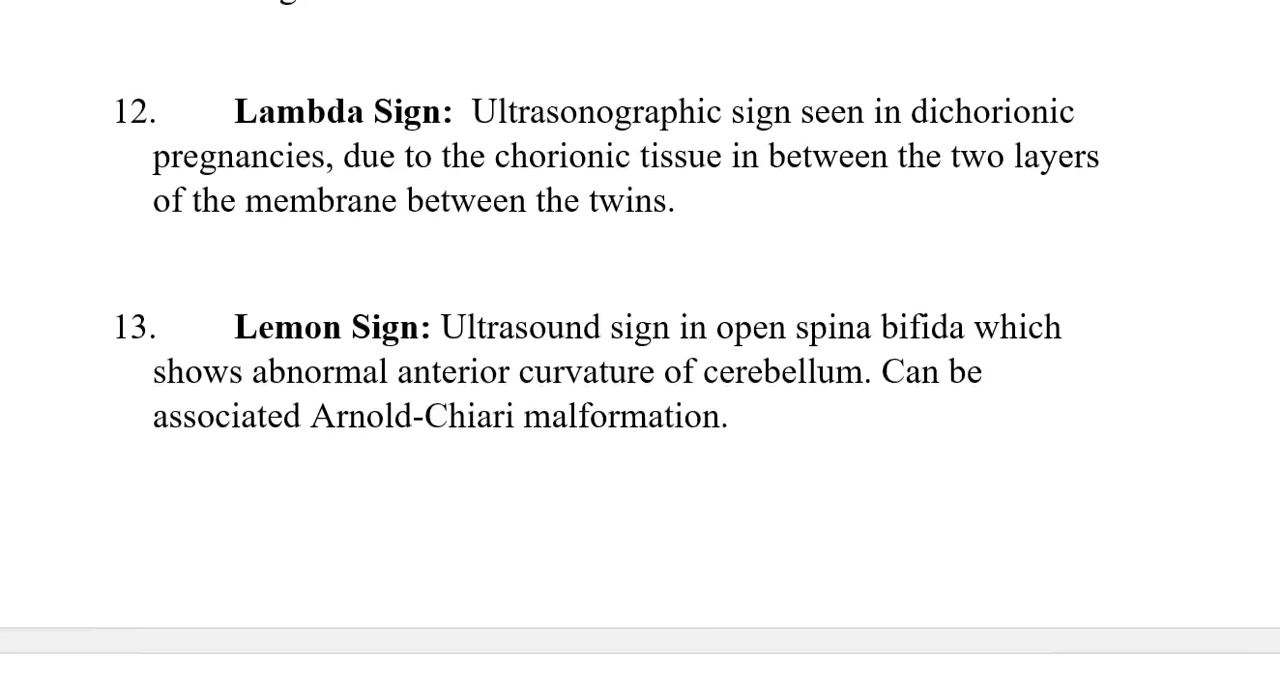 12. Lambda Sign: Ultrasonographic sign seen in dichorionic
pregnancies, due to the chorionic tissue in between the two layers
of the membrane between the twins.
13. Lemon Sign: Ultrasound sign in open spina bifida which
shows abnormal anterior curvature of cerebellum. Can be
associated Arnold-Chiari malformation.